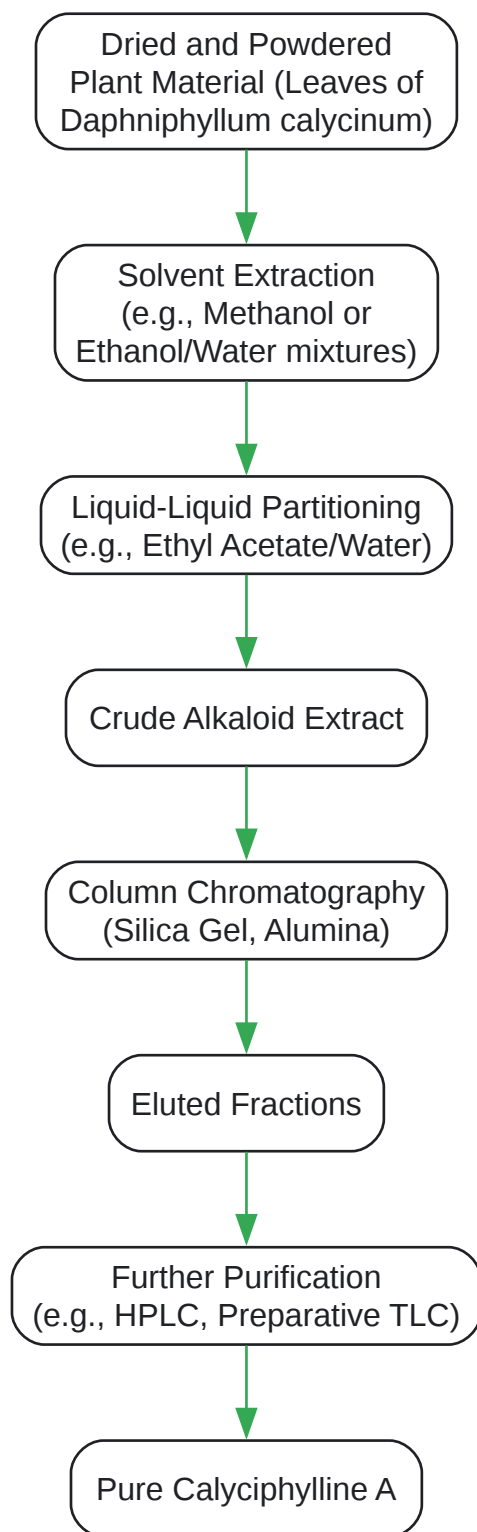 Dried and Powdered
Plant Material (Leaves of
Daphniphyllum calycinum)
Solvent Extraction
(e.g., Methanol or
Ethanol/Water mixtures)
Liquid-Liquid Partitioning
(e.g., Ethyl Acetate/Water)
Crude Alkaloid Extract
Column Chromatography
(Silica Gel, Alumina)
Eluted Fractions
Further Purification
(e.g., HPLC, Preparative TLC)
Pure Calyciphylline A